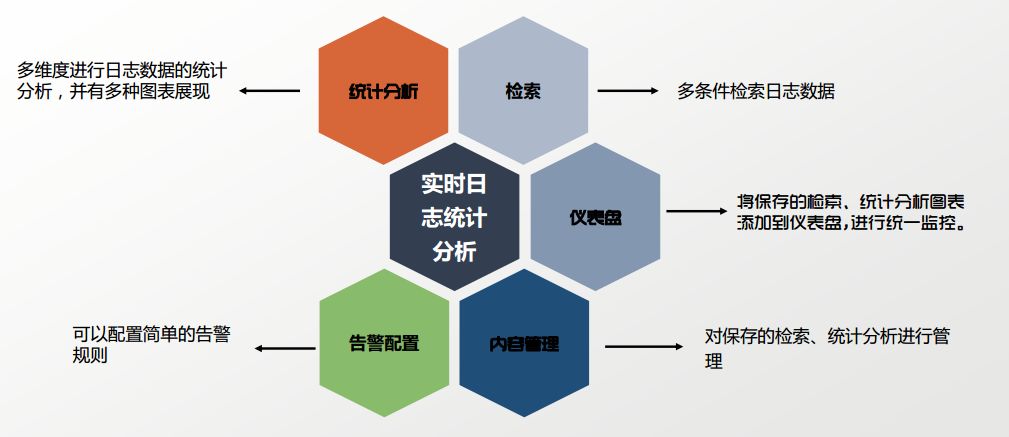 多维度进行日志数据的统计
分析，并有多种图表展现
统计分析
检索
多条件检索日志数据
实时日
志统计
分析
仪表盘
将保存的检索、统计分析图表
添加到仪表盘,进行统一监控。
可以配置简单的告警
规则
告警配置
内容管理
对保存的检索、统计分析进行管
理